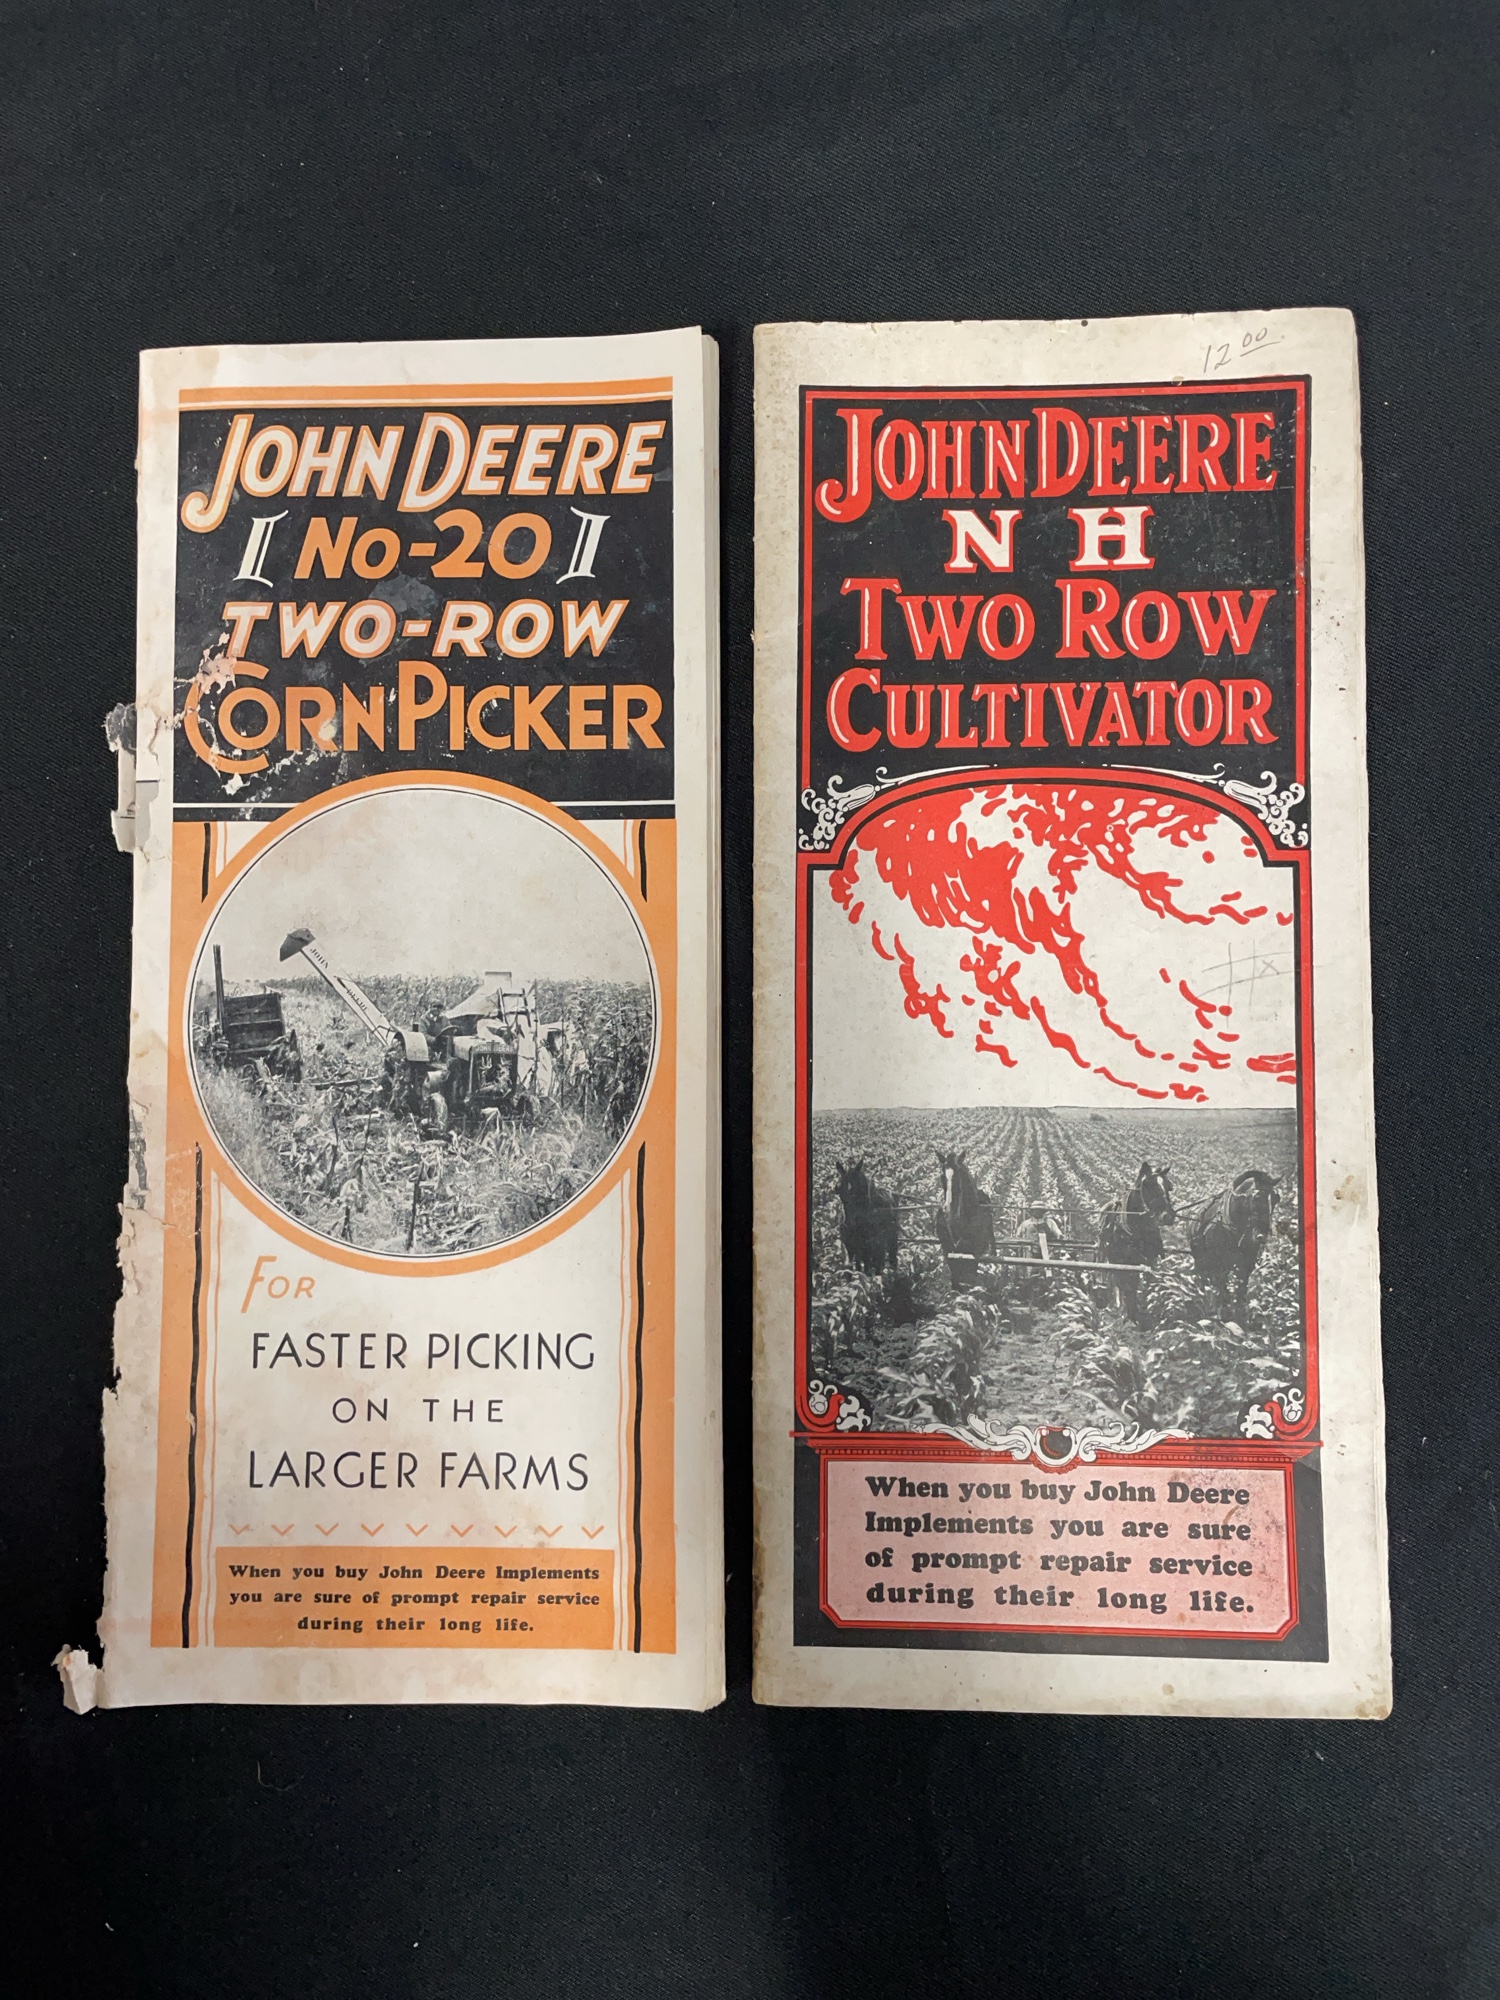 JOHN DEERE
No-20
TWO-ROW
CORN PICKER
JOHN DEERE
FOR
FASTER PICKING
ON THE
LARGER FARMS
When you buy John Deere Implements
you are sure of prompt repair service
during their long life.
12 00
JOHN DEERE
N H
TWO ROW
CULTIVATOR
When you buy John Deere
Implements you are sure
of prompt repair service
during their long life.